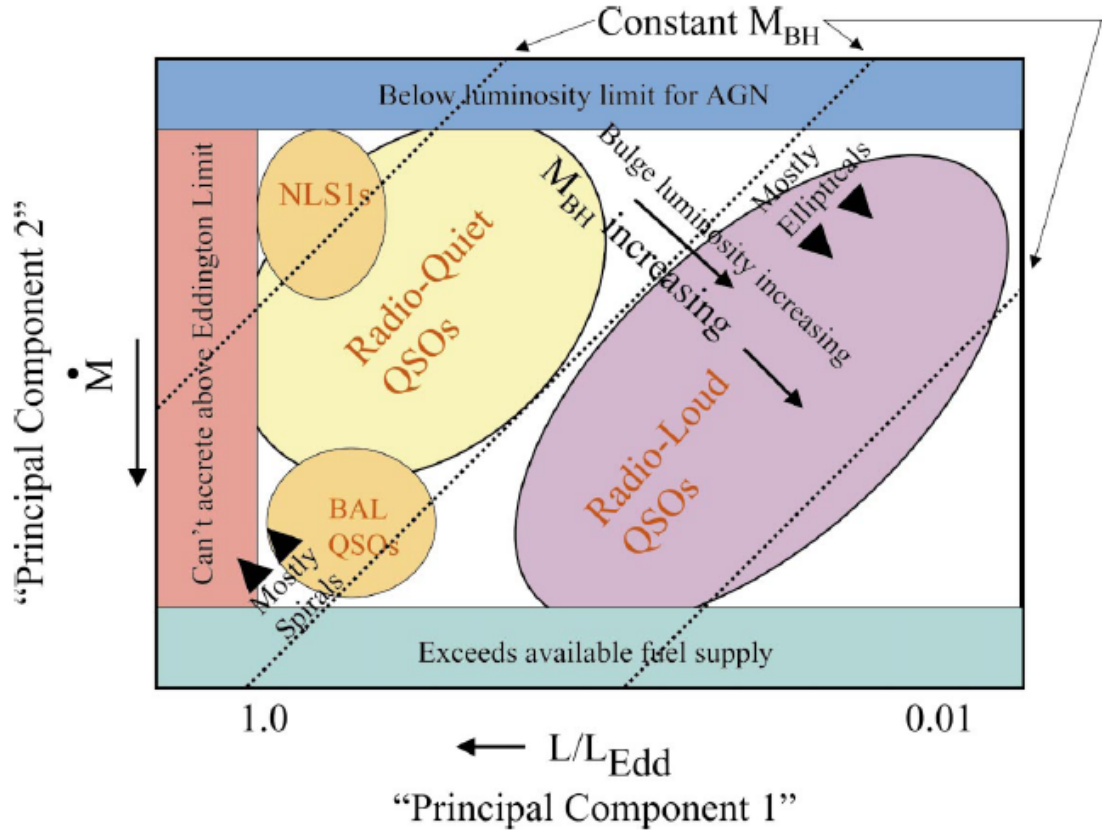 Constant M_BH
Below luminosity limit for AGN
Can't accrete above Eddington Limit
NLS1s
Radio-Quiet
QSOs
M_BH increasing
Bulge luminosity increasing
Mostly
Ellipticals
Radio-Loud
QSOs
BAL
QSOs
Mostly
Spirals
Exceeds available fuel supply
“Principal Component 2”
Ṁ
1.0
0.01
L/L_Edd
“Principal Component 1”